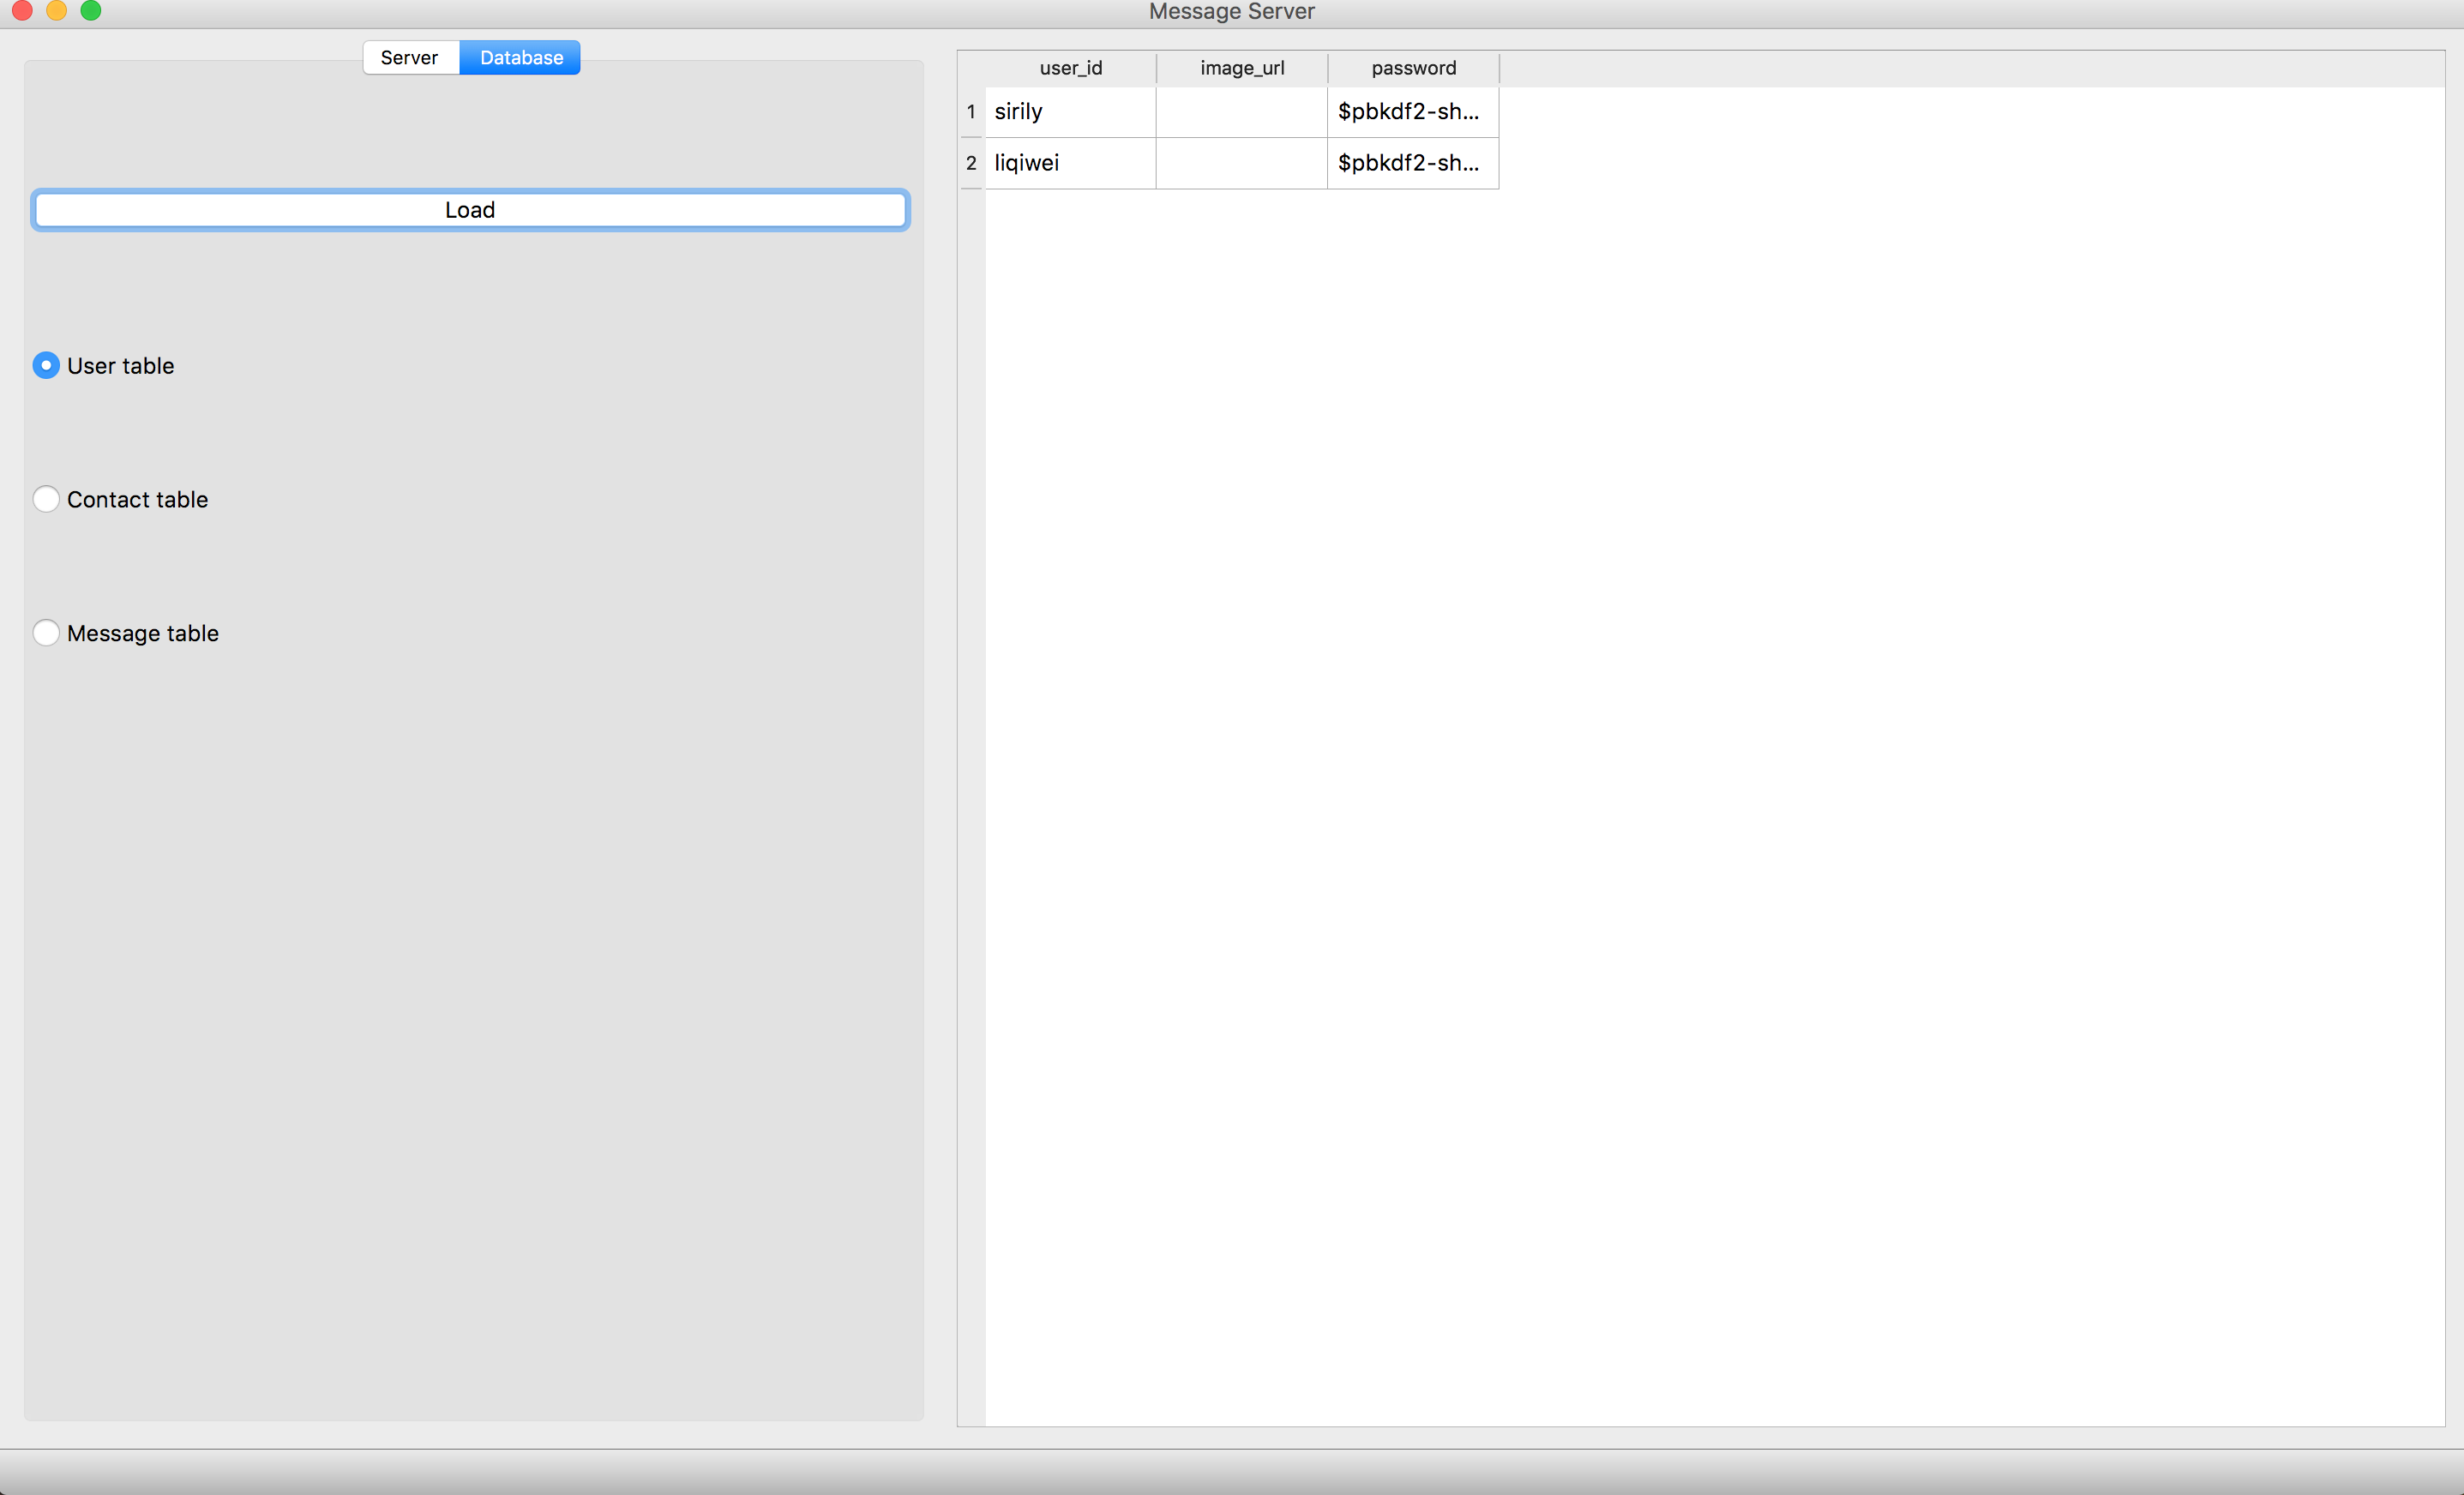 Message Server
Server Database
Load
User table
Contact table
Message table
user_id image_url password
1 sirily $pbkdf2-sh...
2 liqiwei $pbkdf2-sh...